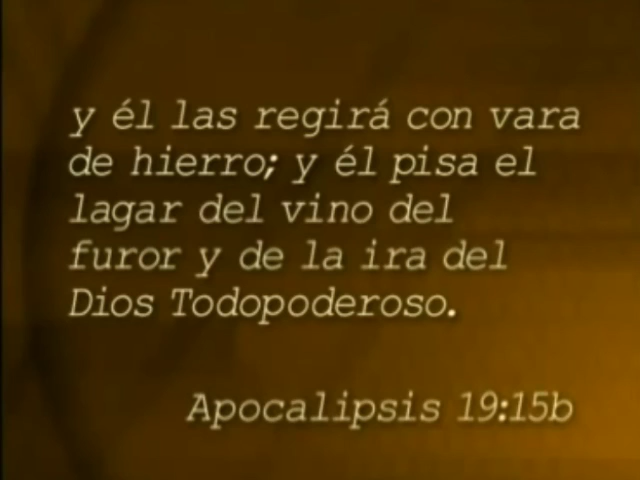 y él las regirá con vara
de hierro; y él pisa el
lagar del vino del
furor y de la ira del
Dios Todopoderoso.
Apocalipsis 19:15b